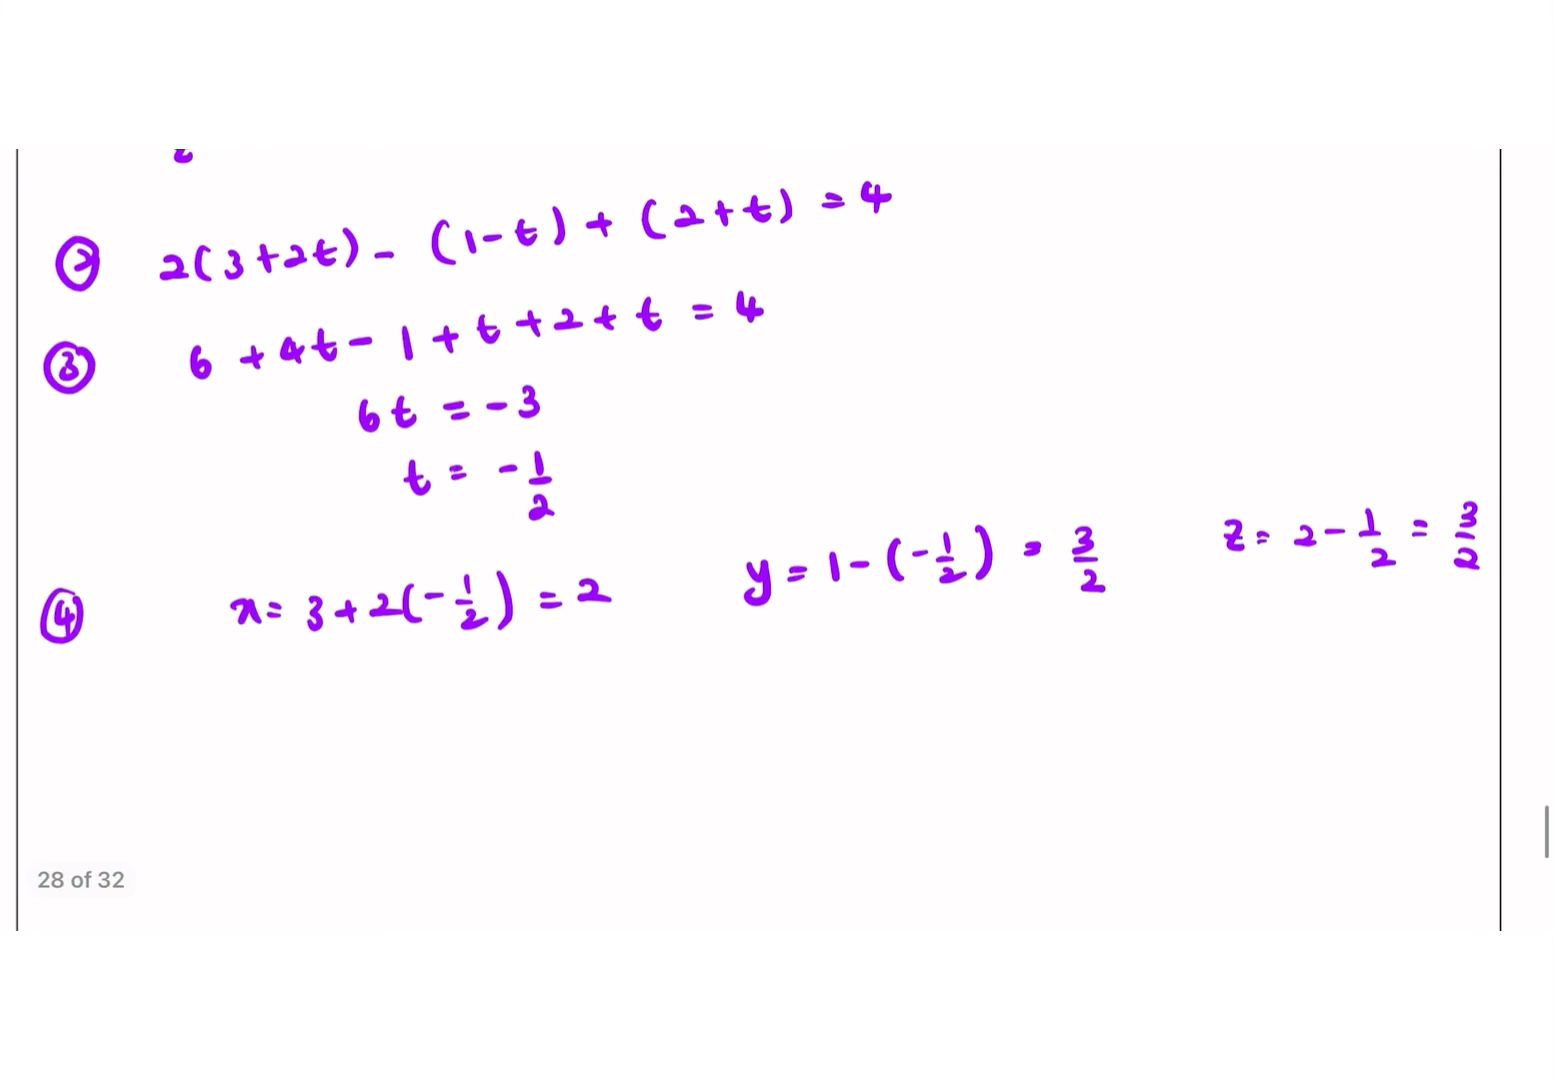 ② 2(3+2t) - (1-t) + (2+t) = 4
③ 6 + 4t - 1 + t + 2 + t = 4
6t = -3
t = -1/2
④ x = 3 + 2(-1/2) = 2 y = 1 - (-1/2) = 3/2 z = 2 - 1/2 = 3/2
28 of 32